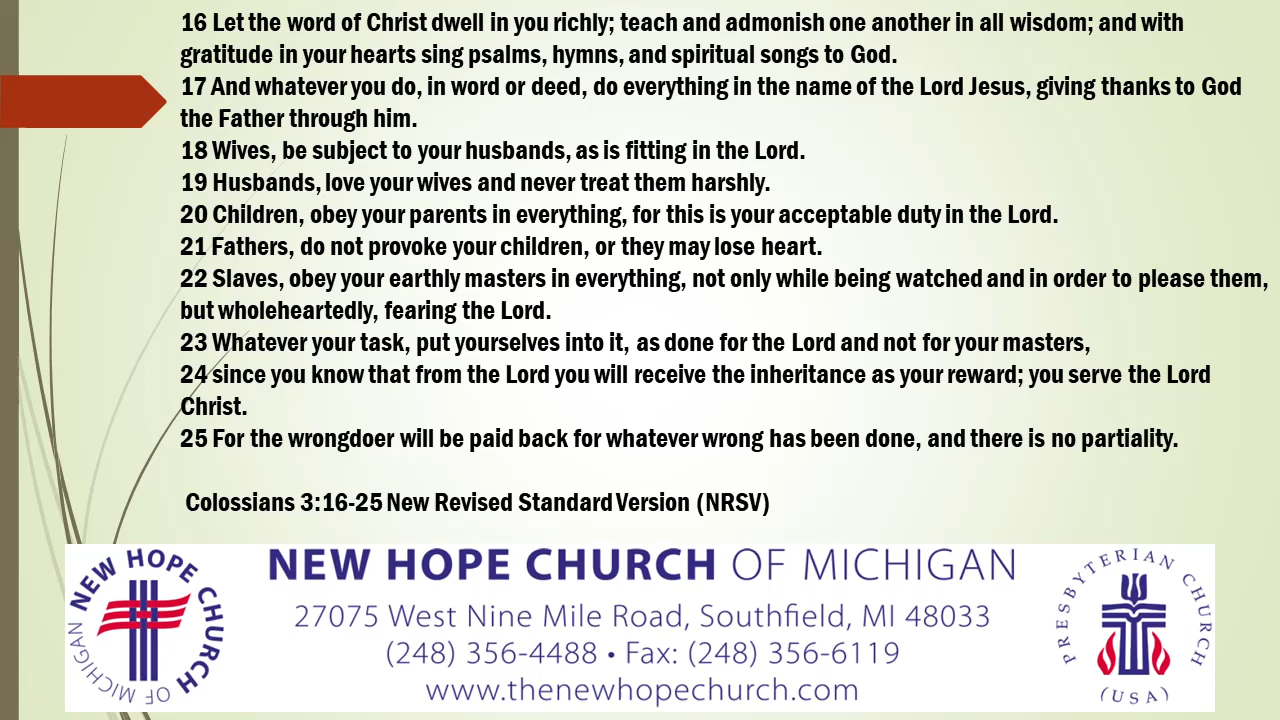 16 Let the word of Christ dwell in you richly; teach and admonish one another in all wisdom; and with
gratitude in your hearts sing psalms, hymns, and spiritual songs to God.
17 And whatever you do, in word or deed, do everything in the name of the Lord Jesus, giving thanks to God
the Father through him.
18 Wives, be subject to your husbands, as is fitting in the Lord.
19 Husbands, love your wives and never treat them harshly.
20 Children, obey your parents in everything, for this is your acceptable duty in the Lord.
21 Fathers, do not provoke your children, or they may lose heart.
22 Slaves, obey your earthly masters in everything, not only while being watched and in order to please them,
but wholeheartedly, fearing the Lord.
23 Whatever your task, put yourselves into it, as done for the Lord and not for your masters,
24 since you know that from the Lord you will receive the inheritance as your reward; you serve the Lord
Christ.
25 For the wrongdoer will be paid back for whatever wrong has been done, and there is no partiality.
Colossians 3:16-25 New Revised Standard Version (NRSV)
NEW HOPE CHURCH OF MICHIGAN
NEW HOPE CHURCH OF MICHIGAN
27075 West Nine Mile Road, Southfield, MI 48033
(248) 356-4488 • Fax: (248) 356-6119
www.thenewhopechurch.com
PRESBYTERIAN CHURCH
(USA)